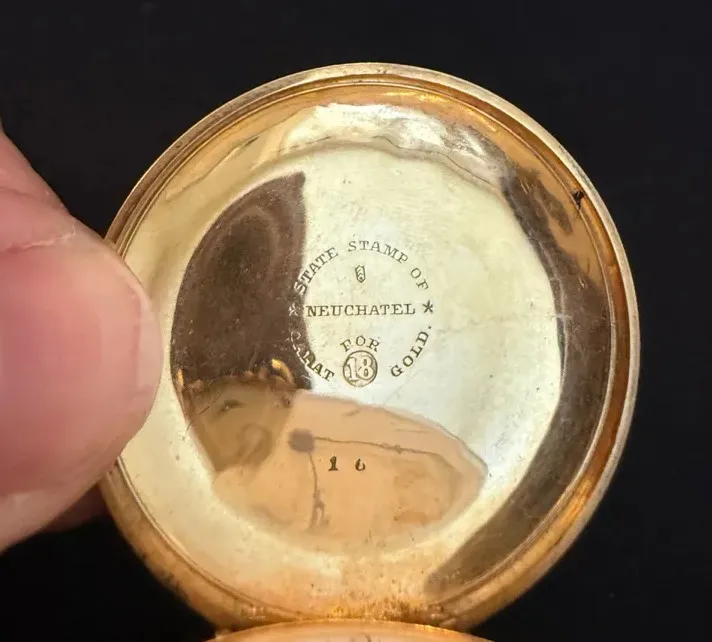 STATE STAMP OF
NEUCHATEL
FOR
18
CARAT GOLD.
16